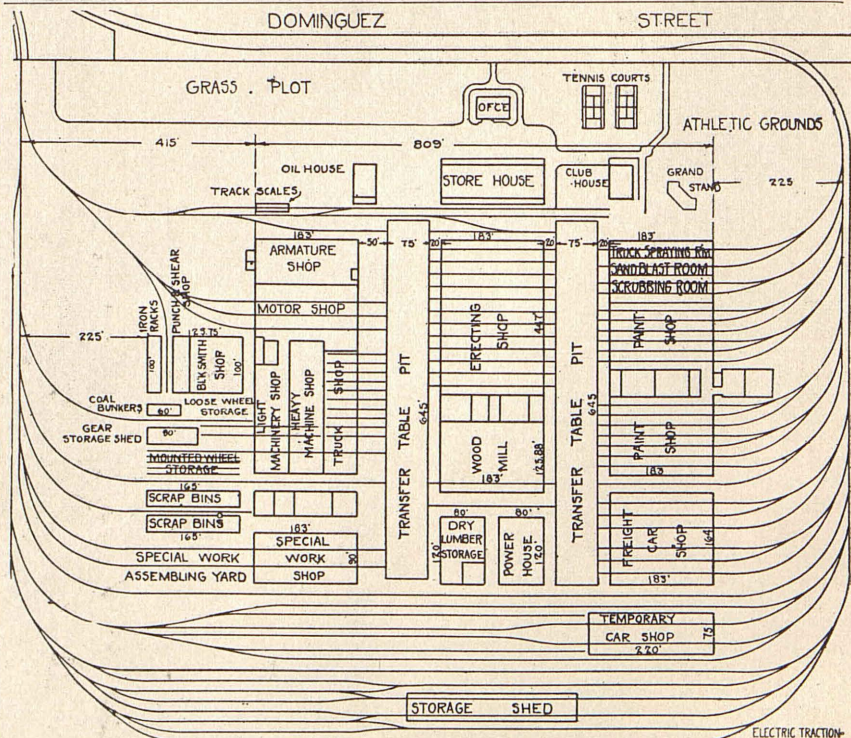 DOMINGUEZ STREET
GRASS . PLOT
OFCE
TENNIS COURTS
ATHLETIC GROUNDS
415'
809'
OIL HOUSE
STORE HOUSE
CLUB
HOUSE
GRAND
STAND
225
TRACK SCALES
183'
50'
75'
20'
183'
20'
75'
20'
183'
ARMATURE
SHOP
TRUCK SPRAYING RM
SAND BLAST ROOM
SCRUBBING ROOM
PUNCH & SHEAR
SHOP
MOTOR SHOP
IRON
RACKS
225'
123.75'
100'
BL'KSMITH
SHOP
100'
LIGHT
MACHINERY SHOP
HEAVY
MACHINE SHOP
TRUCK SHOP
TRANSFER TABLE PIT
645'
ERECTING
SHOP
447'
TRANSFER TABLE PIT
645
PAINT
SHOP
COAL
BUNKERS
60'
LOOSE WHEEL
STORAGE
GEAR
STORAGE SHED
80'
MOUNTED WHEEL
STORAGE
WOOD
MILL
123.88'
183'
PAINT
SHOP
183
165'
SCRAP BINS
SCRAP BINS
165'
183'
SPECIAL
WORK
SHOP
90'
SPECIAL WORK
ASSEMBLING YARD
80'
DRY
LUMBER
STORAGE
120'
80'
POWER
HOUSE
120'
FREIGHT
CAR
SHOP
164
183'
TEMPORARY
CAR SHOP
75
220'
STORAGE SHED
ELECTRIC TRACTION